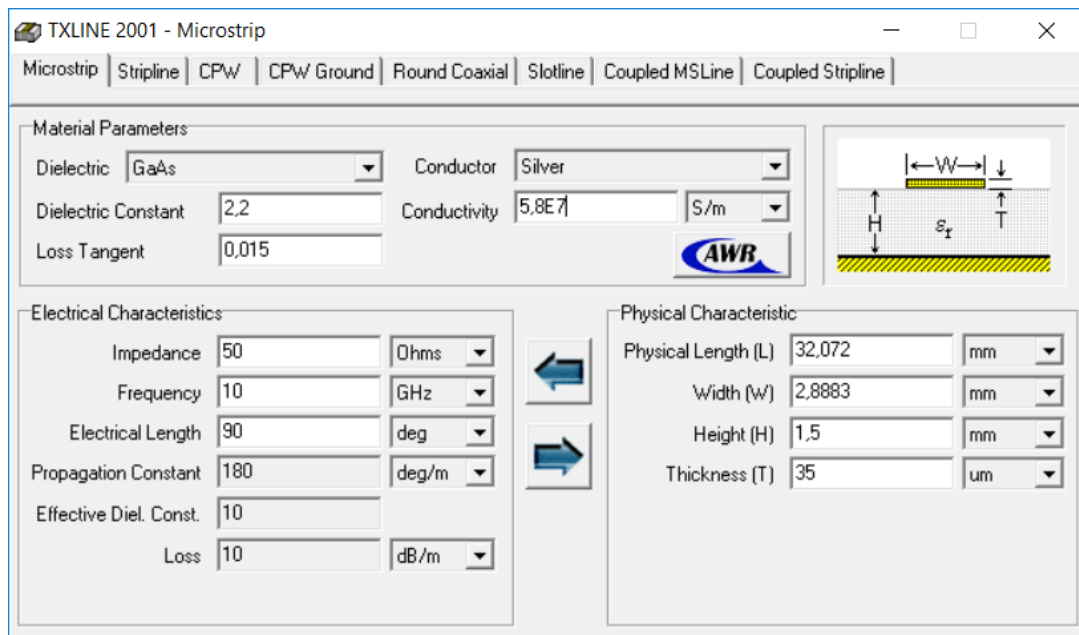 TXLINE 2001 - Microstrip
Microstrip Stripline CPW CPW Ground Round Coaxial Slotline Coupled MSLine Coupled Stripline
Material Parameters
Dielectric GaAs Conductor Silver
Dielectric Constant 2,2 Conductivity 5,8E7 S/m
Loss Tangent 0,015
AWR
W
H
εr
T
Electrical Characteristics
Impedance 50 Ohms
Frequency 10 GHz
Electrical Length 90 deg
Propagation Constant 180 deg/m
Effective Diel. Const. 10
Loss 10 dB/m
Physical Characteristic
Physical Length (L) 32,072 mm
Width (W) 2,8883 mm
Height (H) 1,5 mm
Thickness (T) 35 um